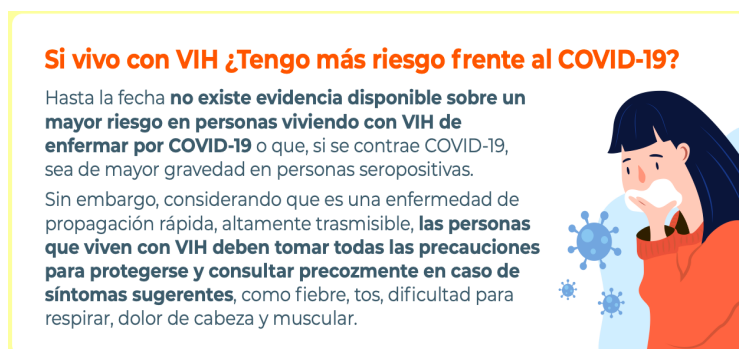 Si vivo con VIH ¿Tengo más riesgo frente al COVID-19?
Hasta la fecha no existe evidencia disponible sobre un
mayor riesgo en personas viviendo con VIH de
enfermar por COVID-19 o que, si se contrae COVID-19,
sea de mayor gravedad en personas seropositivas.
Sin embargo, considerando que es una enfermedad de
propagación rápida, altamente trasmisible, las personas
que viven con VIH deben tomar todas las precauciones
para protegerse y consultar precozmente en caso de
síntomas sugerentes, como fiebre, tos, dificultad para
respirar, dolor de cabeza y muscular.